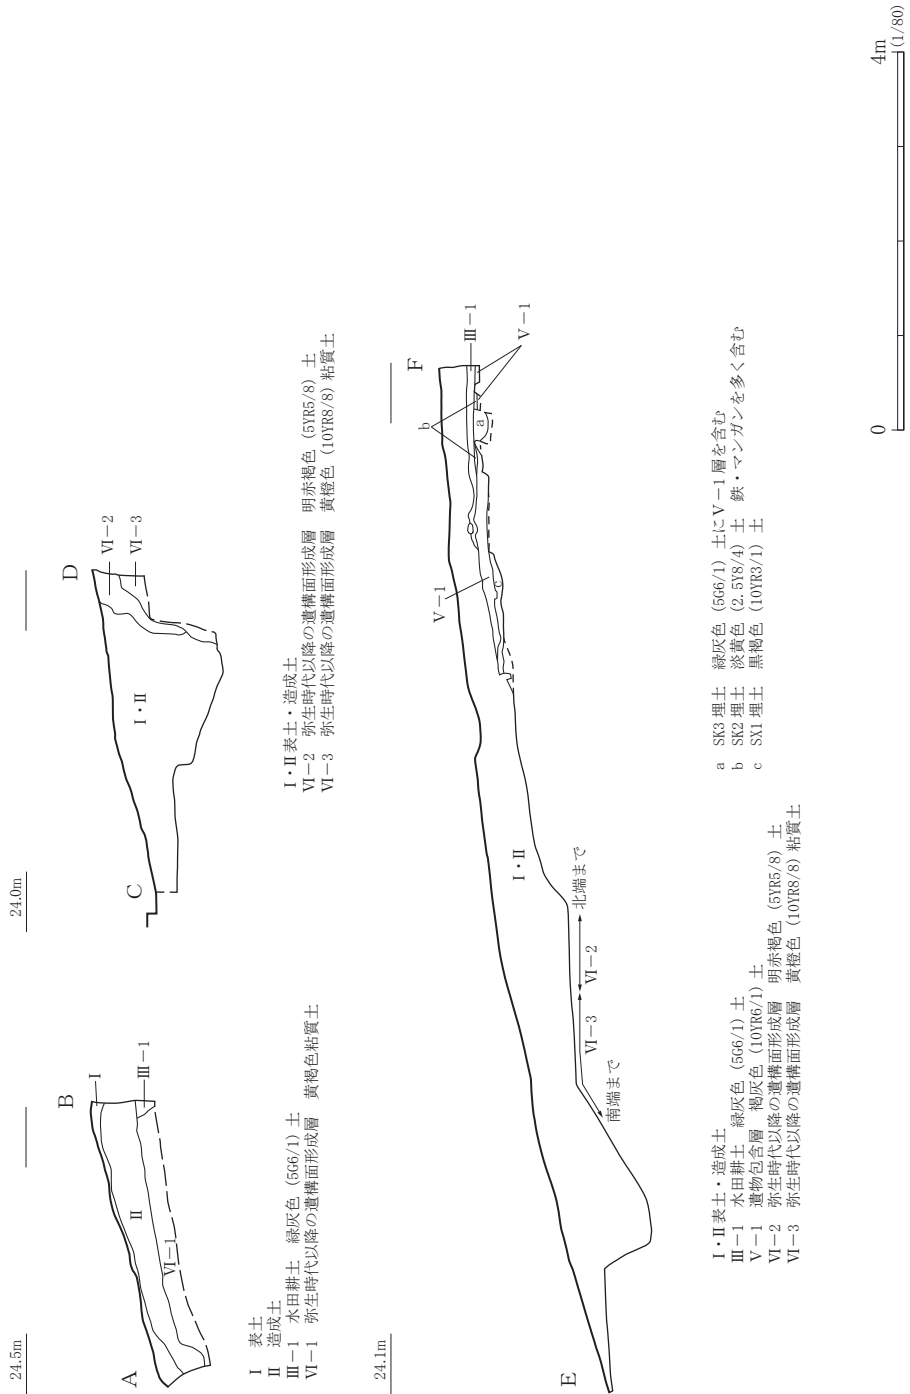 24.5m
A
B
I
II
III-1
VI-1
I 表土
II 造成土
III-1 水田耕土 緑灰色 (5G6/1) 土
VI-1 弥生時代以降の遺構面形成層 黄褐色粘質土
24.0m
C
D
I・II
VI-2
VI-3
I・II 表土・造成土
VI-2 弥生時代以降の遺構面形成層 明赤褐色 (5YR5/8) 土
VI-3 弥生時代以降の遺構面形成層 黄橙色 (10YR8/8) 粘質土
24.1m
E
F
I・II
III-1
V-1
V-1
a
b
c
VI-2
VI-3
北端まで
南端まで
I・II 表土・造成土
III-1 水田耕土 緑灰色 (5G6/1) 土
V-1 遺物包含層 褐灰色 (10YR6/1) 土
VI-2 弥生時代以降の遺構面形成層 明赤褐色 (5YR5/8) 土
VI-3 弥生時代以降の遺構面形成層 黄橙色 (10YR8/8) 粘質土
a SK3 埋土 緑灰色 (5G6/1) 土にV-1層を含む
b SK2 埋土 淡黄色 (2.5Y8/4) 土 鉄・マンガンを多く含む
c SX1 埋土 黒褐色 (10YR3/1) 土
0
4m
(1/80)